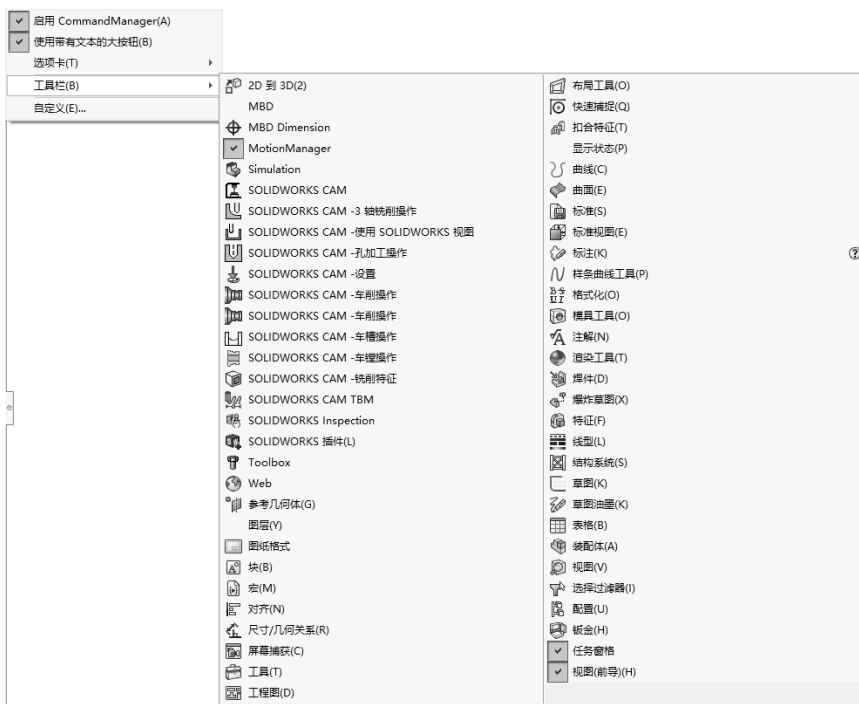 启用 CommandManager(A)
使用带有文本的大按钮(B)
选项卡(T)
工具栏(B)
自定义(E)...
2D 到 3D(2)
MBD
MBD Dimension
MotionManager
Simulation
SOLIDWORKS CAM
SOLIDWORKS CAM -3 轴铣削操作
SOLIDWORKS CAM -使用 SOLIDWORKS 视图
SOLIDWORKS CAM -孔加工操作
SOLIDWORKS CAM -设置
SOLIDWORKS CAM -车削操作
SOLIDWORKS CAM -车削操作
SOLIDWORKS CAM -车槽操作
SOLIDWORKS CAM -车镗操作
SOLIDWORKS CAM -铣削特征
SOLIDWORKS CAM TBM
SOLIDWORKS Inspection
SOLIDWORKS 插件(L)
Toolbox
Web
参考几何体(G)
图层(Y)
图纸格式
块(B)
宏(M)
对齐(N)
尺寸/几何关系(R)
屏幕捕获(C)
工具(T)
工程图(D)
布局工具(O)
快速捕捉(Q)
扣合特征(T)
显示状态(P)
曲线(C)
曲面(E)
标准(S)
标准视图(E)
标注(K)
样条曲线工具(P)
格式化(O)
模具工具(O)
注解(N)
渲染工具(T)
焊件(D)
爆炸草图(X)
特征(F)
线型(L)
结构系统(S)
草图(K)
草图油墨(K)
表格(B)
装配体(A)
视图(V)
选择过滤器(I)
配置(U)
钣金(H)
任务窗格
视图(前导)(H)